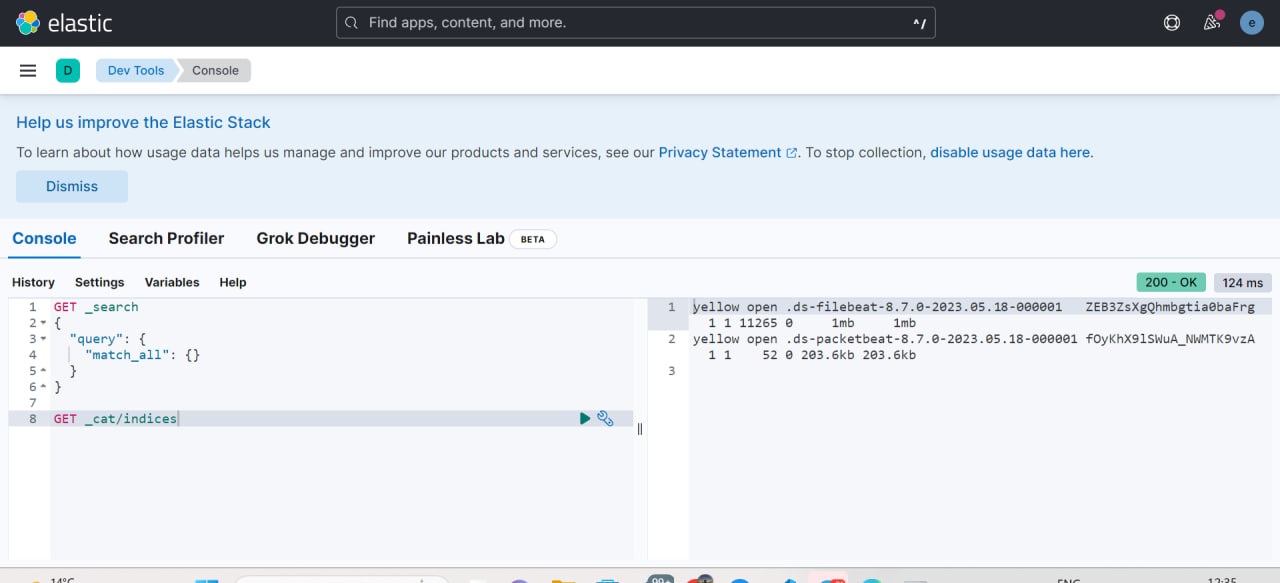 elastic
Find apps, content, and more.
^/
e
D
Dev Tools
Console
Help us improve the Elastic Stack
To learn about how usage data helps us manage and improve our products and services, see our Privacy Statement. To stop collection, disable usage data here.
Dismiss
Console Search Profiler Grok Debugger Painless Lab BETA
History Settings Variables Help
200 - OK 124 ms
1 GET _search
2 {
3 "query": {
4 "match_all": {}
5 }
6 }
7
8 GET _cat/indices
1 yellow open .ds-filebeat-8.7.0-2023.05.18-000001 ZEB3ZsXgQhmbgtia0baFrg
1 1 11265 0 1mb 1mb
2 yellow open .ds-packetbeat-8.7.0-2023.05.18-000001 fOyKhX9lSWuA_NWMTK9vzA
1 1 52 0 203.6kb 203.6kb
3
14°C
99+
ENG
12:35